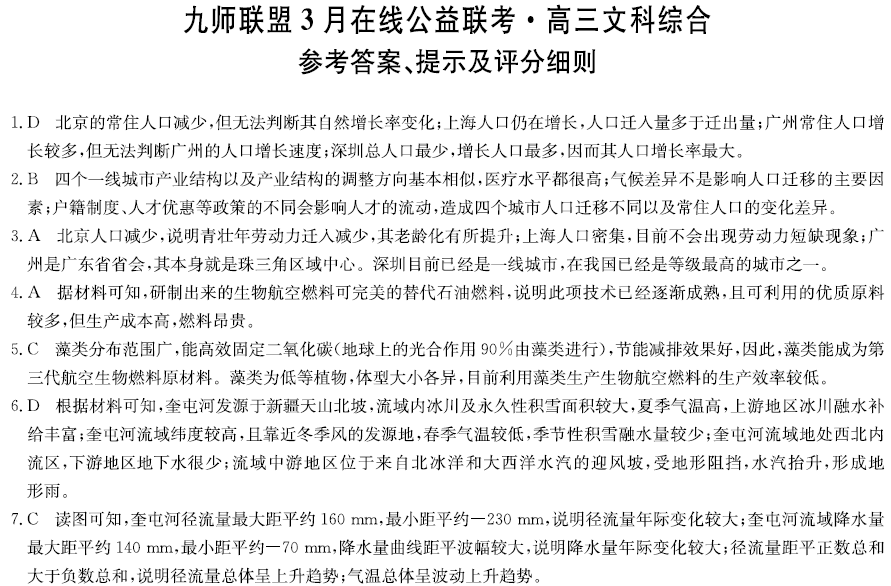 九师联盟3月在线公益联考·高三文科综合
参考答案、提示及评分细则
1. D 北京的常住人口减少,但无法判断其自然增长率变化;上海人口仍在增长,人口迁入量多于迁出量;广州常住人口增
长较多,但无法判断广州的人口增长速度;深圳总人口最少,增长人口最多,因而其人口增长率最大。
2. B 四个一线城市产业结构以及产业结构的调整方向基本相似,医疗水平都很高;气候差异不是影响人口迁移的主要因
素;户籍制度、人才优惠等政策的不同会影响人才的流动,造成四个城市人口迁移不同以及常住人口的变化差异。
3. A 北京人口减少,说明青壮年劳动力迁入减少,其老龄化有所提升;上海人口密集,目前不会出现劳动力短缺现象;广
州是广东省省会,其本身就是珠三角区域中心。深圳目前已经是一线城市,在我国已经是等级最高的城市之一。
4. A 据材料可知,研制出来的生物航空燃料可完美的替代石油燃料,说明此项技术已经逐渐成熟,且可利用的优质原料
较多,但生产成本高,燃料昂贵。
5. C 藻类分布范围广,能高效固定二氧化碳(地球上的光合作用90%由藻类进行),节能减排效果好,因此,藻类能成为第
三代航空生物燃料原材料。藻类为低等植物,体型大小各异,目前利用藻类生产生物航空燃料的生产效率较低。
6. D 根据材料可知,奎屯河发源于新疆天山北坡,流域内冰川及永久性积雪面积较大,夏季气温高,上游地区冰川融水补
给丰富;奎屯河流域纬度较高,且靠近冬季风的发源地,春季气温较低,季节性积雪融水量较少;奎屯河流域地处西北内
流区,下游地区地下水很少;流域中游地区位于来自北冰洋和大西洋水汽的迎风坡,受地形阻挡,水汽抬升,形成地
形雨。
7. C 读图可知,奎屯河径流量最大距平约160 mm,最小距平约—230 mm,说明径流量年际变化较大;奎屯河流域降水量
最大距平约140 mm,最小距平约—70 mm,降水量曲线距平波幅较大,说明降水量年际变化较大;径流量距平正数总和
大于负数总和,说明径流量总体呈上升趋势;气温总体呈波动上升趋势。